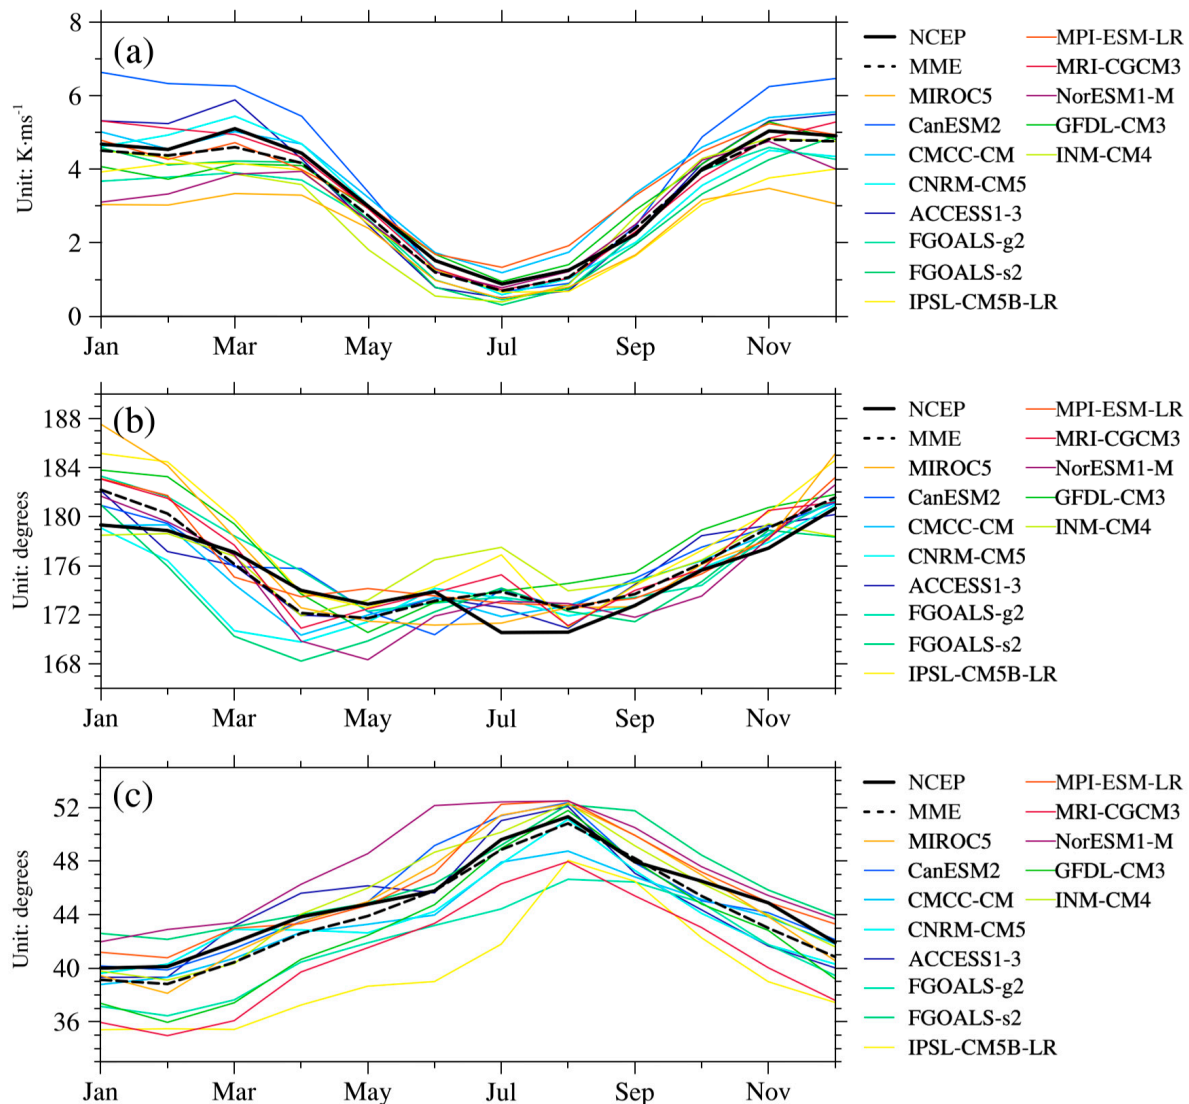 (a)
Unit: K·ms⁻¹
8
6
4
2
0
Jan Mar May Jul Sep Nov
NCEP MPI-ESM-LR
MME MRI-CGCM3
MIROC5 NorESM1-M
CanESM2 GFDL-CM3
CMCC-CM INM-CM4
CNRM-CM5
ACCESS1-3
FGOALS-g2
FGOALS-s2
IPSL-CM5B-LR
(b)
Unit: degrees
188
184
180
176
172
168
Jan Mar May Jul Sep Nov
NCEP MPI-ESM-LR
MME MRI-CGCM3
MIROC5 NorESM1-M
CanESM2 GFDL-CM3
CMCC-CM INM-CM4
CNRM-CM5
ACCESS1-3
FGOALS-g2
FGOALS-s2
IPSL-CM5B-LR
(c)
Unit: degrees
52
48
44
40
36
Jan Mar May Jul Sep Nov
NCEP MPI-ESM-LR
MME MRI-CGCM3
MIROC5 NorESM1-M
CanESM2 GFDL-CM3
CMCC-CM INM-CM4
CNRM-CM5
ACCESS1-3
FGOALS-g2
FGOALS-s2
IPSL-CM5B-LR